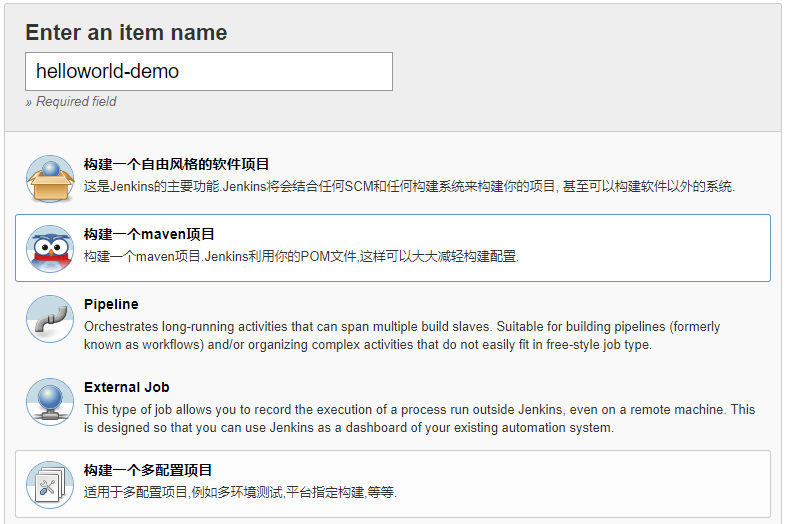 Enter an item name
helloworld-demo
» Required field
构建一个自由风格的软件项目
这是Jenkins的主要功能.Jenkins将会结合任何SCM和任何构建系统来构建你的项目, 甚至可以构建软件以外的系统.
构建一个maven项目
构建一个maven项目.Jenkins利用你的POM文件,这样可以大大减轻构建配置.
Pipeline
Orchestrates long-running activities that can span multiple build slaves. Suitable for building pipelines (formerly
known as workflows) and/or organizing complex activities that do not easily fit in free-style job type.
External Job
This type of job allows you to record the execution of a process run outside Jenkins, even on a remote machine. This
is designed so that you can use Jenkins as a dashboard of your existing automation system.
构建一个多配置项目
适用于多配置项目,例如多环境测试,平台指定构建,等等.